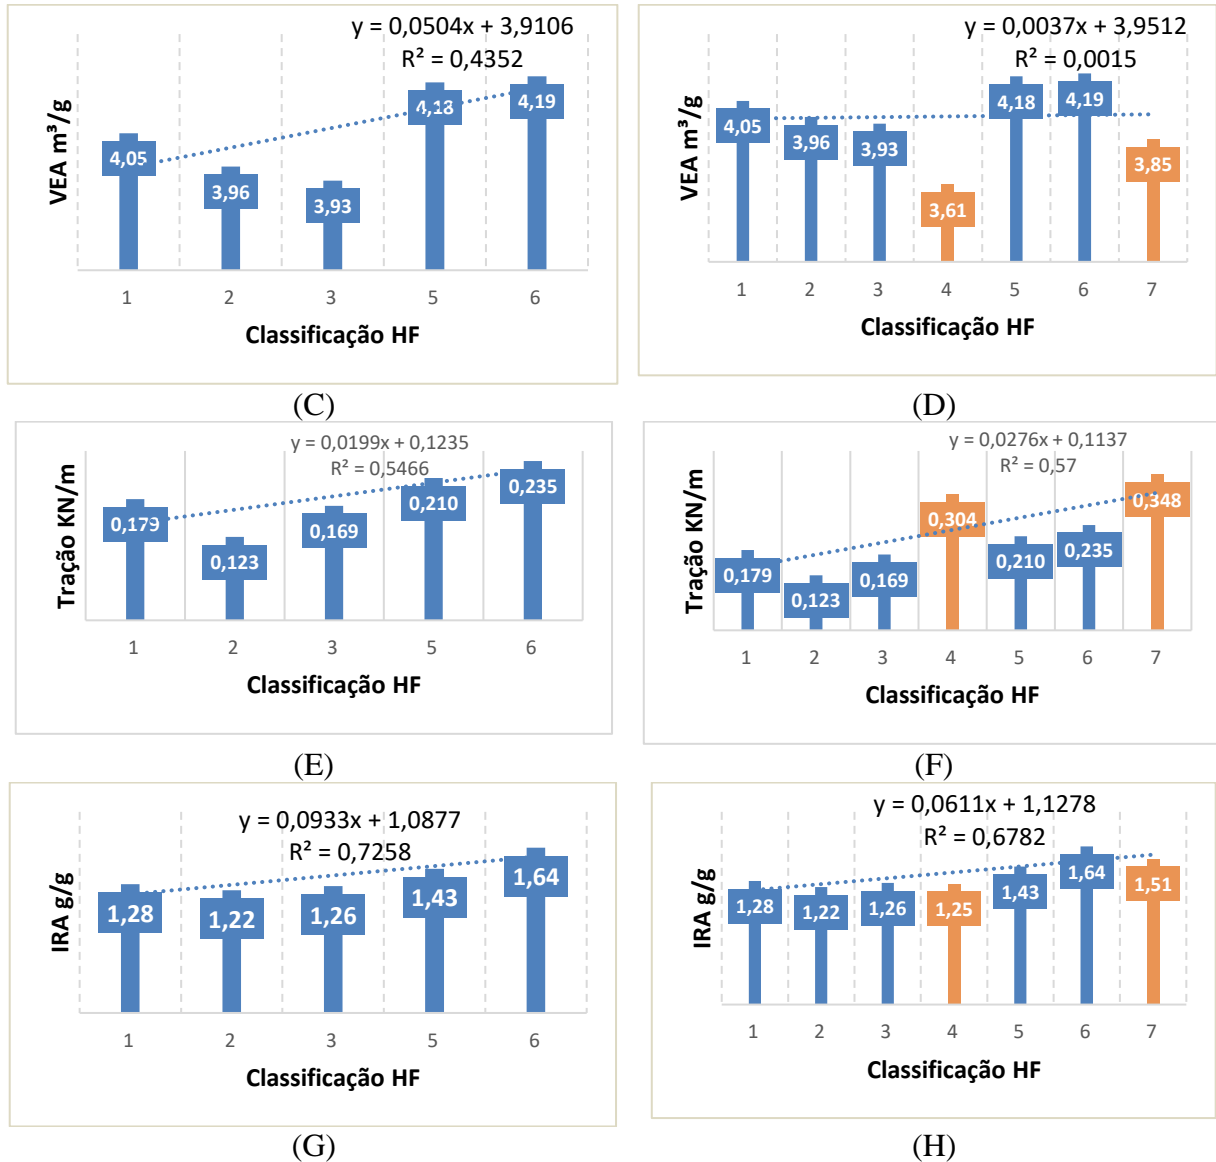 y = 0,0504x + 3,9106
R² = 0,4352
VEA m³/g
4,05
3,96
3,93
4,18
4,19
1 2 3 5 6
Classificação HF
(C)
y = 0,0037x + 3,9512
R² = 0,0015
VEA m³/g
4,05
3,96
3,93
3,61
4,18
4,19
3,85
1 2 3 4 5 6 7
Classificação HF
(D)
y = 0,0199x + 0,1235
R² = 0,5466
Tração KN/m
0,179
0,123
0,169
0,210
0,235
1 2 3 5 6
Classificação HF
(E)
y = 0,0276x + 0,1137
R² = 0,57
Tração KN/m
0,179
0,123
0,169
0,304
0,210
0,235
0,348
1 2 3 4 5 6 7
Classificação HF
(F)
y = 0,0933x + 1,0877
R² = 0,7258
IRA g/g
1,28
1,22
1,26
1,43
1,64
1 2 3 5 6
Classificação HF
(G)
y = 0,0611x + 1,1278
R² = 0,6782
IRA g/g
1,28
1,22
1,26
1,25
1,43
1,64
1,51
1 2 3 4 5 6 7
Classificação HF
(H)